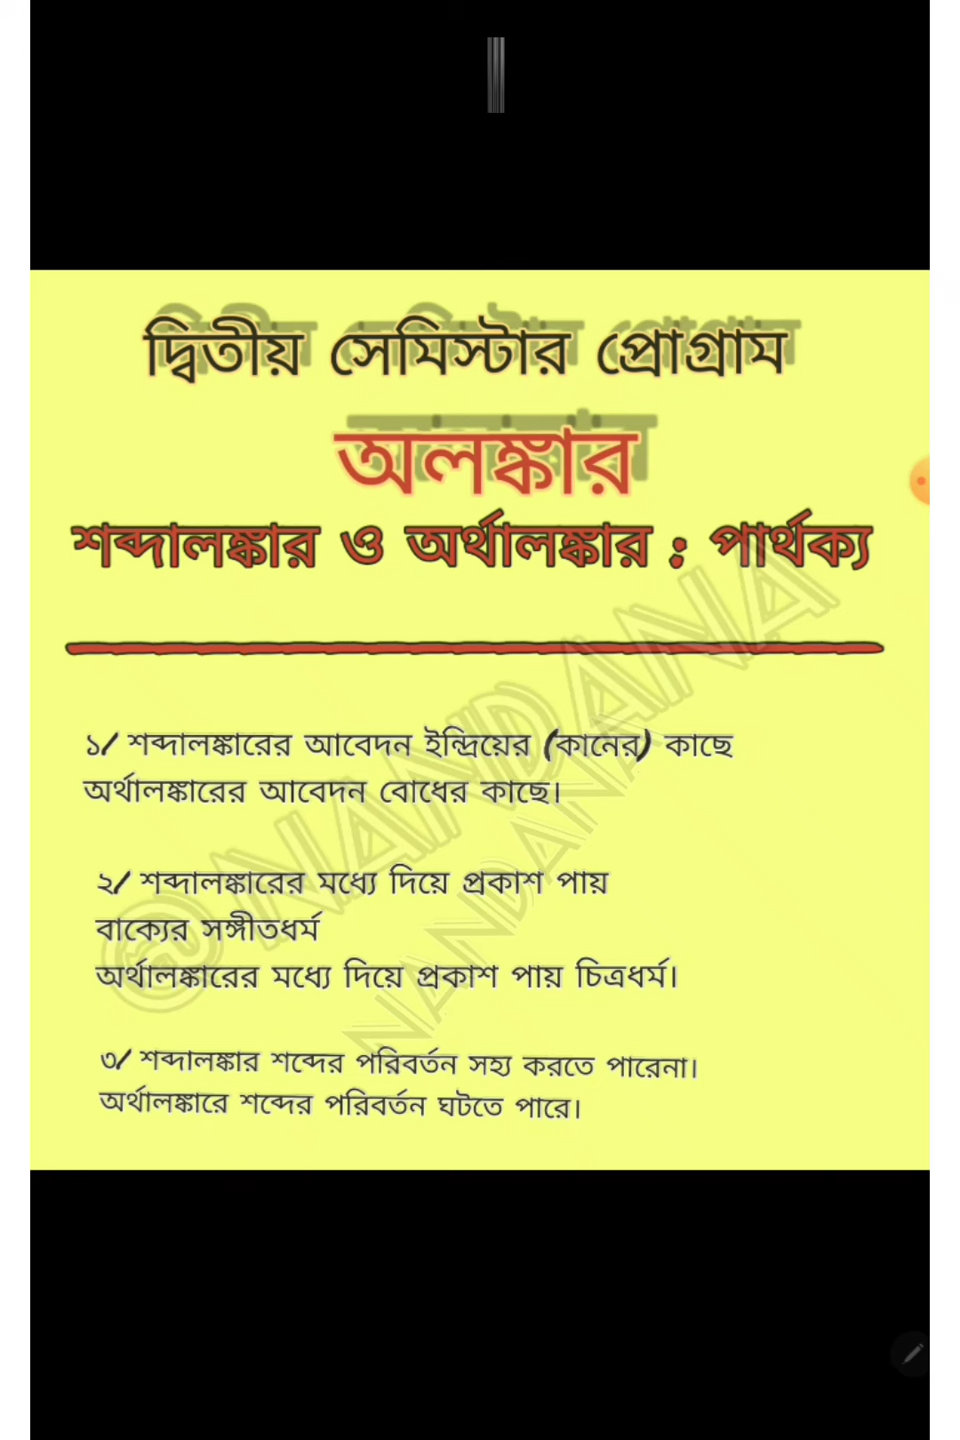 দ্বিতীয় সেমিস্টার প্রোগ্রাম
অলঙ্কার
শব্দালঙ্কার ও অর্থালঙ্কার : পার্থক্য
১/ শব্দালঙ্কারের আবেদন ইন্দ্রিয়ের (কানের) কাছে
অর্থালঙ্কারের আবেদন বোধের কাছে।
২/ শব্দালঙ্কারের মধ্যে দিয়ে প্রকাশ পায়
বাক্যের সঙ্গীতধর্ম
অর্থালঙ্কারের মধ্যে দিয়ে প্রকাশ পায় চিত্রধর্ম।
৩/ শব্দালঙ্কার শব্দের পরিবর্তন সহ্য করতে পারেনা।
অর্থালঙ্কারে শব্দের পরিবর্তন ঘটতে পারে।
@NANDANA
NANDANA